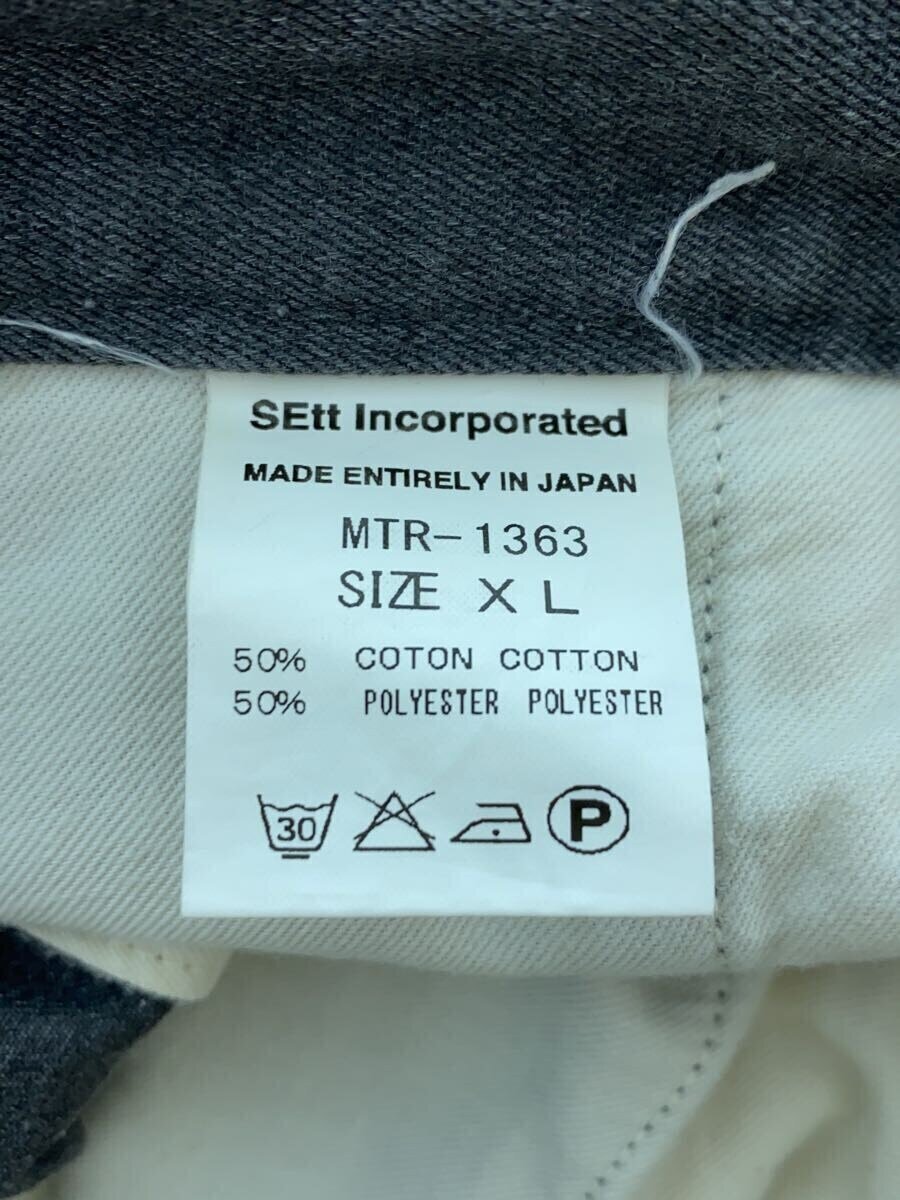 SEtt Incorporated
MADE ENTIRELY IN JAPAN
MTR-1363
SIZE XL
50% COTON COTTON
50% POLYESTER POLYESTER
30 P